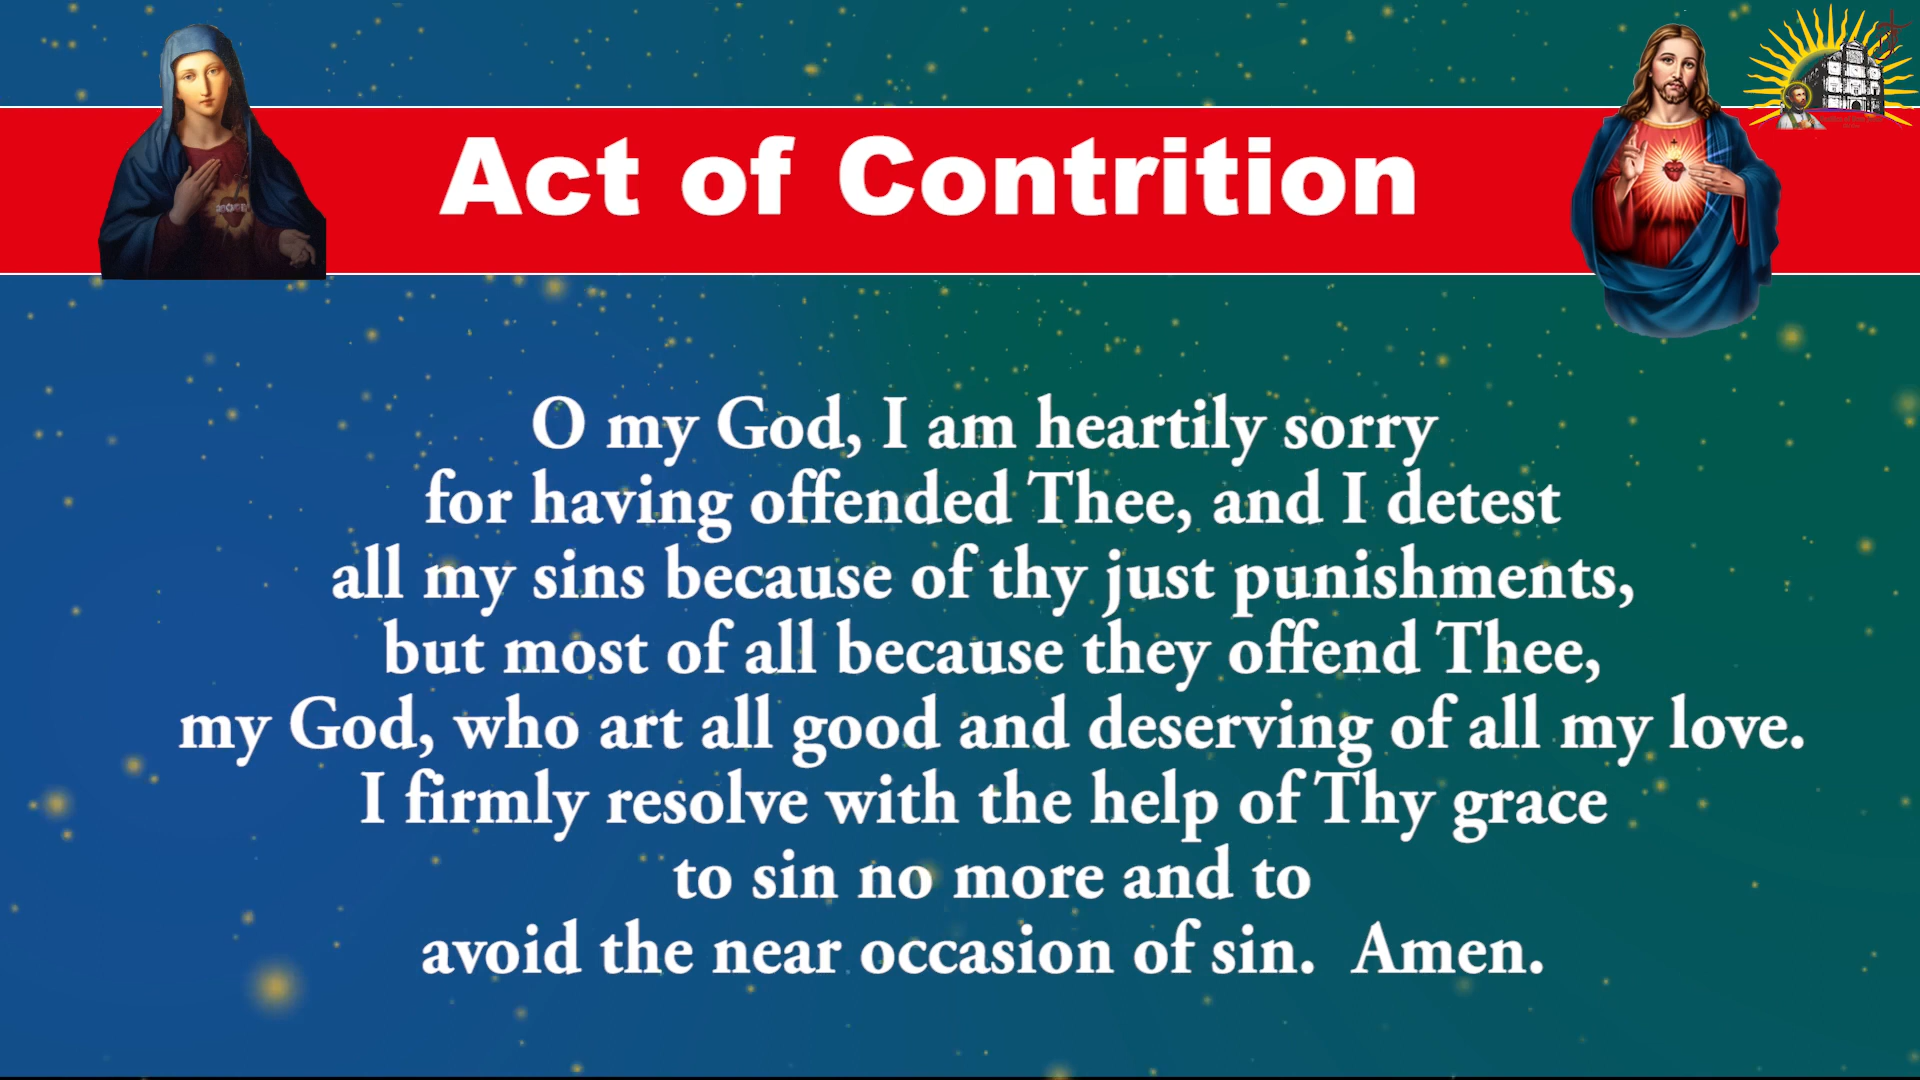 Act of Contrition
O my God, I am heartily sorry
for having offended Thee, and I detest
all my sins because of thy just punishments,
but most of all because they offend Thee,
my God, who art all good and deserving of all my love.
I firmly resolve with the help of Thy grace
to sin no more and to
avoid the near occasion of sin.  Amen.